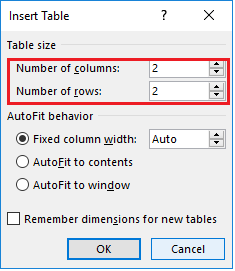 Insert Table ? ×
Table size
Number of columns: 2
Number of rows: 2
AutoFit behavior
Fixed column width: Auto
AutoFit to contents
AutoFit to window
Remember dimensions for new tables
OK Cancel